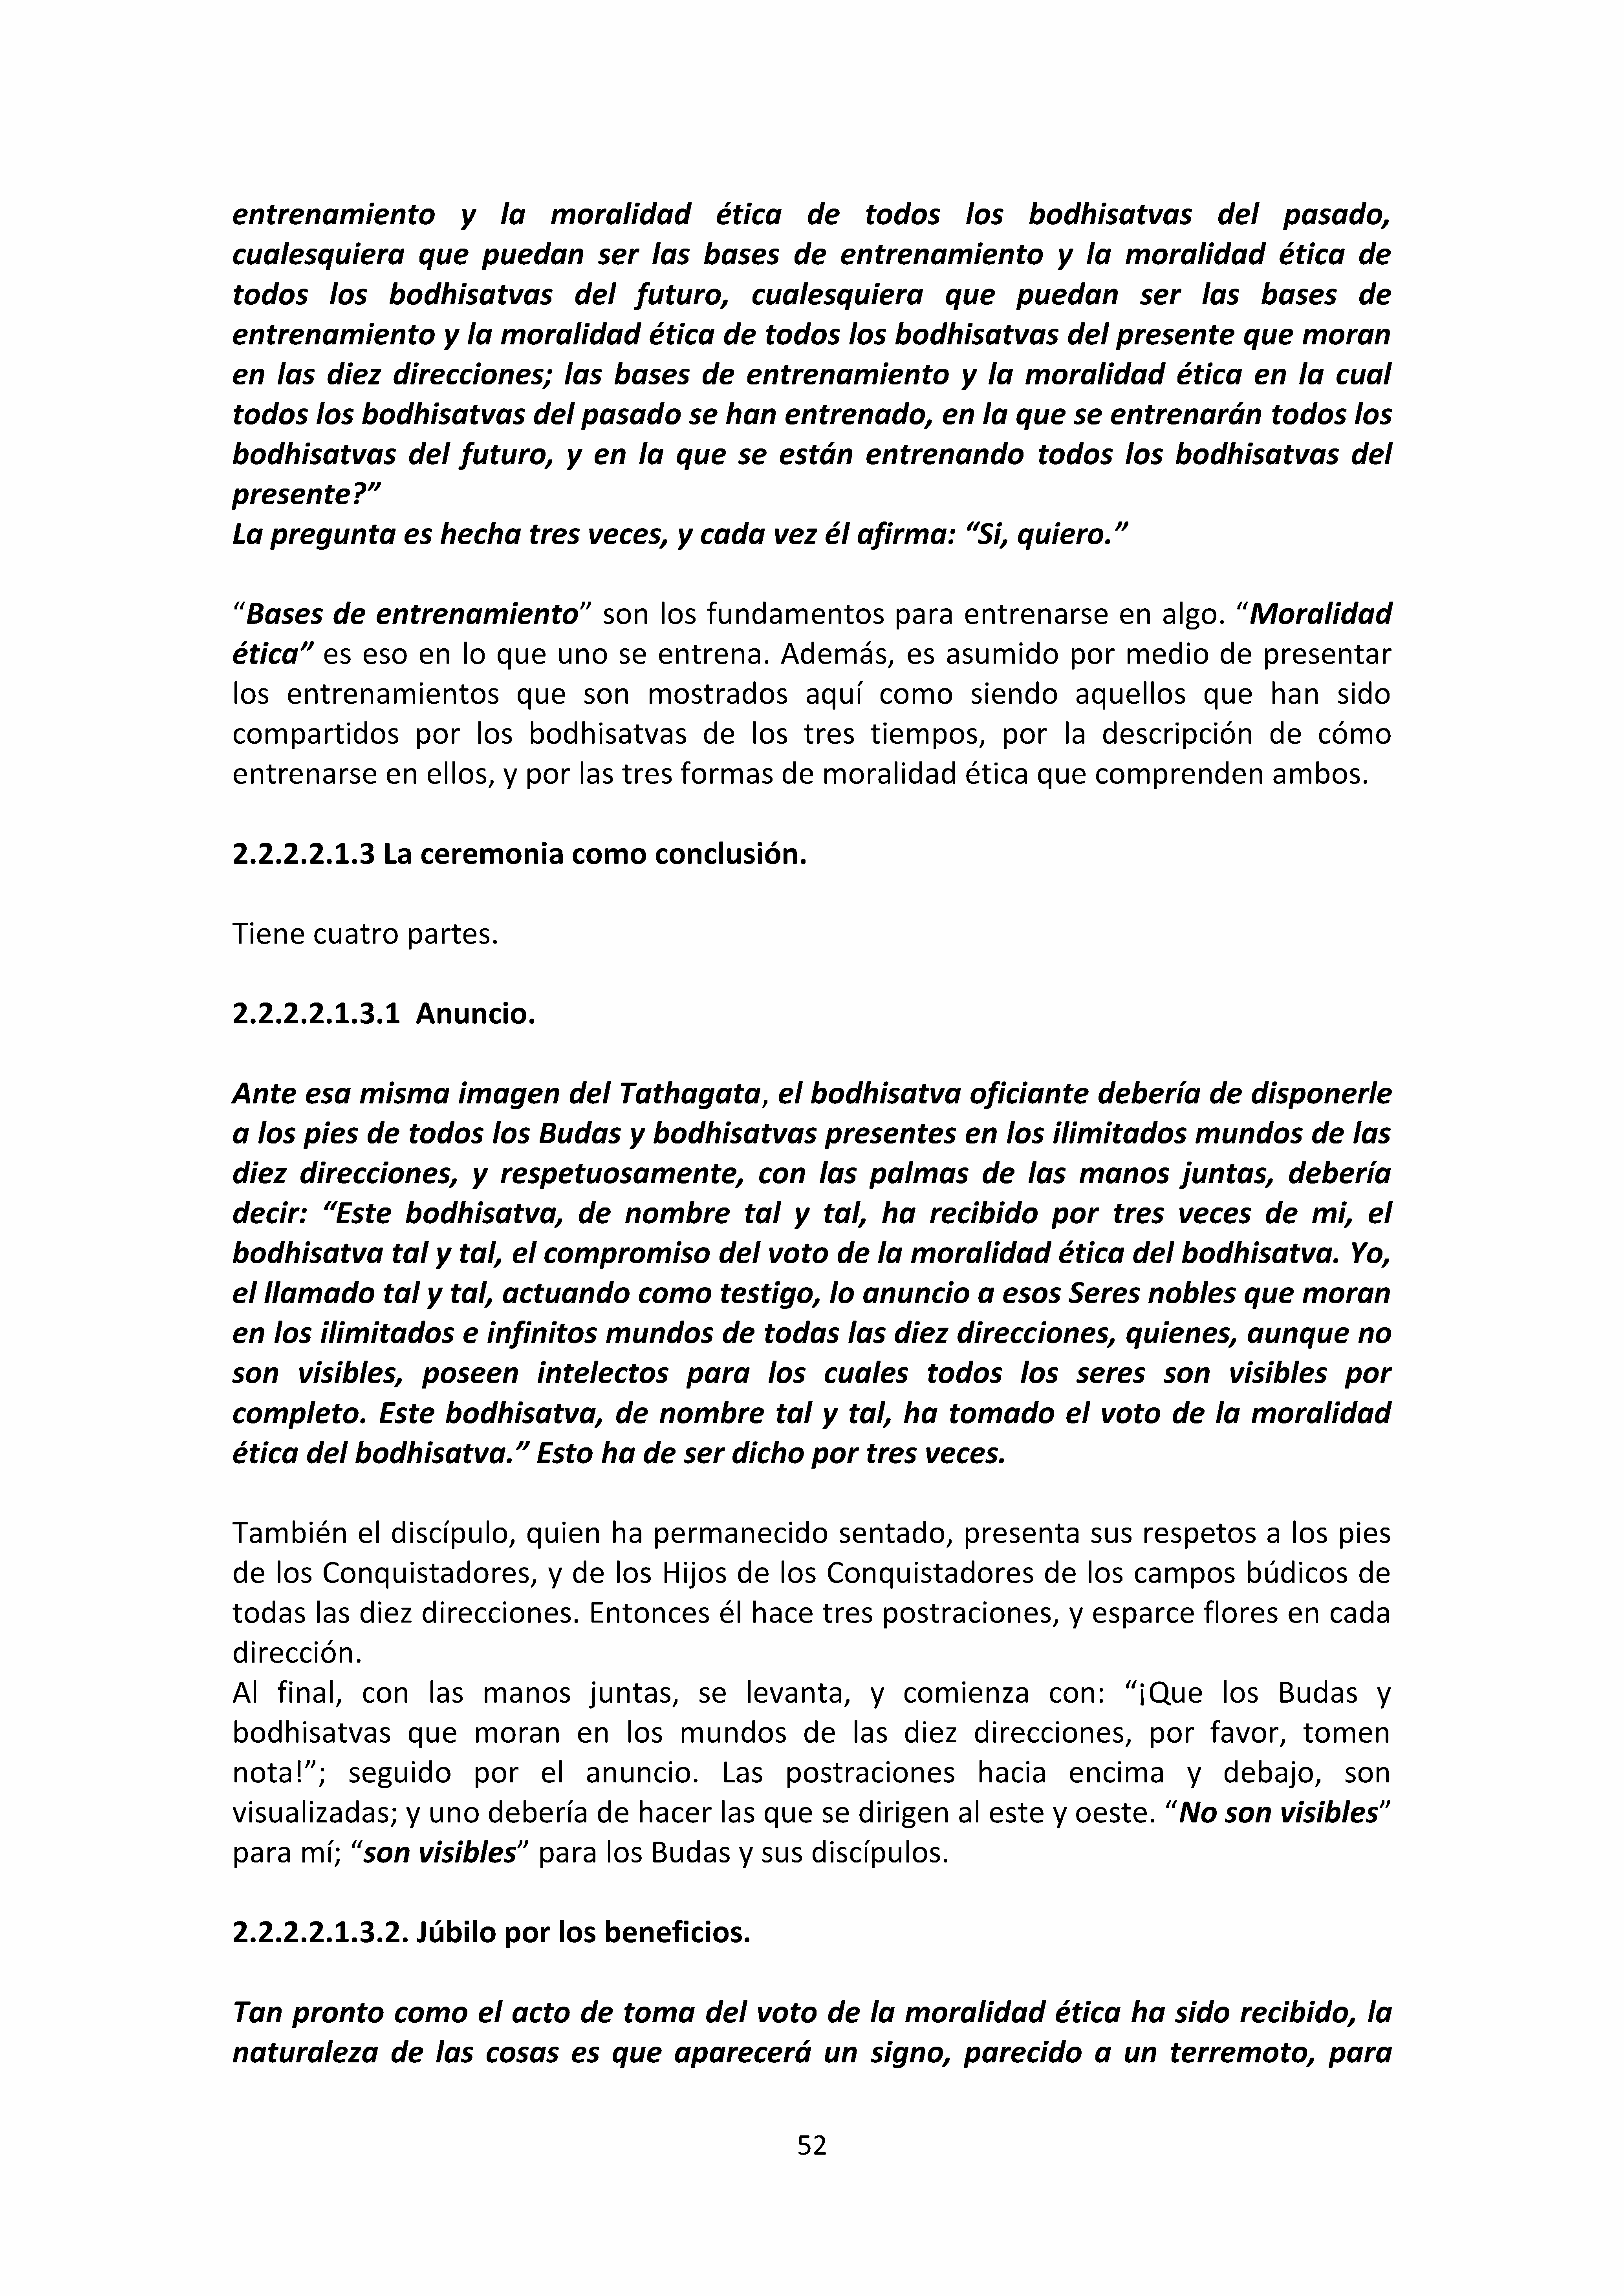 entrenamiento y la moralidad ética de todos los bodhisatvas del pasado,
cualesquiera que puedan ser las bases de entrenamiento y la moralidad ética de
todos los bodhisatvas del futuro, cualesquiera que puedan ser las bases de
entrenamiento y la moralidad ética de todos los bodhisatvas del presente que moran
en las diez direcciones; las bases de entrenamiento y la moralidad ética en la cual
todos los bodhisatvas del pasado se han entrenado, en la que se entrenarán todos los
bodhisatvas del futuro, y en la que se están entrenando todos los bodhisatvas del
presente?”
La pregunta es hecha tres veces, y cada vez él afirma: “Si, quiero.”
“Bases de entrenamiento” son los fundamentos para entrenarse en algo. “Moralidad
ética” es eso en lo que uno se entrena. Además, es asumido por medio de presentar
los entrenamientos que son mostrados aquí como siendo aquellos que han sido
compartidos por los bodhisatvas de los tres tiempos, por la descripción de cómo
entrenarse en ellos, y por las tres formas de moralidad ética que comprenden ambos.
2.2.2.2.1.3 La ceremonia como conclusión.
Tiene cuatro partes.
2.2.2.2.1.3.1 Anuncio.
Ante esa misma imagen del Tathagata, el bodhisatva oficiante debería de disponerle
a los pies de todos los Budas y bodhisatvas presentes en los ilimitados mundos de las
diez direcciones, y respetuosamente, con las palmas de las manos juntas, debería
decir: “Este bodhisatva, de nombre tal y tal, ha recibido por tres veces de mi, el
bodhisatva tal y tal, el compromiso del voto de la moralidad ética del bodhisatva. Yo,
el llamado tal y tal, actuando como testigo, lo anuncio a esos Seres nobles que moran
en los ilimitados e infinitos mundos de todas las diez direcciones, quienes, aunque no
son visibles, poseen intelectos para los cuales todos los seres son visibles por
completo. Este bodhisatva, de nombre tal y tal, ha tomado el voto de la moralidad
ética del bodhisatva.” Esto ha de ser dicho por tres veces.
También el discípulo, quien ha permanecido sentado, presenta sus respetos a los pies
de los Conquistadores, y de los Hijos de los Conquistadores de los campos búdicos de
todas las diez direcciones. Entonces él hace tres postraciones, y esparce flores en cada
dirección.
Al final, con las manos juntas, se levanta, y comienza con: “¡Que los Budas y
bodhisatvas que moran en los mundos de las diez direcciones, por favor, tomen
nota!”; seguido por el anuncio. Las postraciones hacia encima y debajo, son
visualizadas; y uno debería de hacer las que se dirigen al este y oeste. “No son visibles”
para mí; “son visibles” para los Budas y sus discípulos.
2.2.2.2.1.3.2. Júbilo por los beneficios.
Tan pronto como el acto de toma del voto de la moralidad ética ha sido recibido, la
naturaleza de las cosas es que aparecerá un signo, parecido a un terremoto, para
52